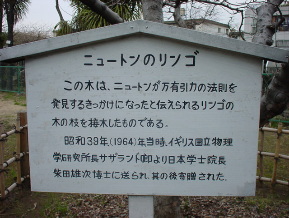 ニュートンのリンゴ
この木は、ニュートンが万有引力の法則を
発見するきっかけになったと伝えられるリンゴの
木の枝を接木したものである。
昭和39年、(1964)年当時、イギリス国立物理
学研究所長サザランド卿より日本学士院長
柴田雄次博士に送られ、其の後寄贈された。